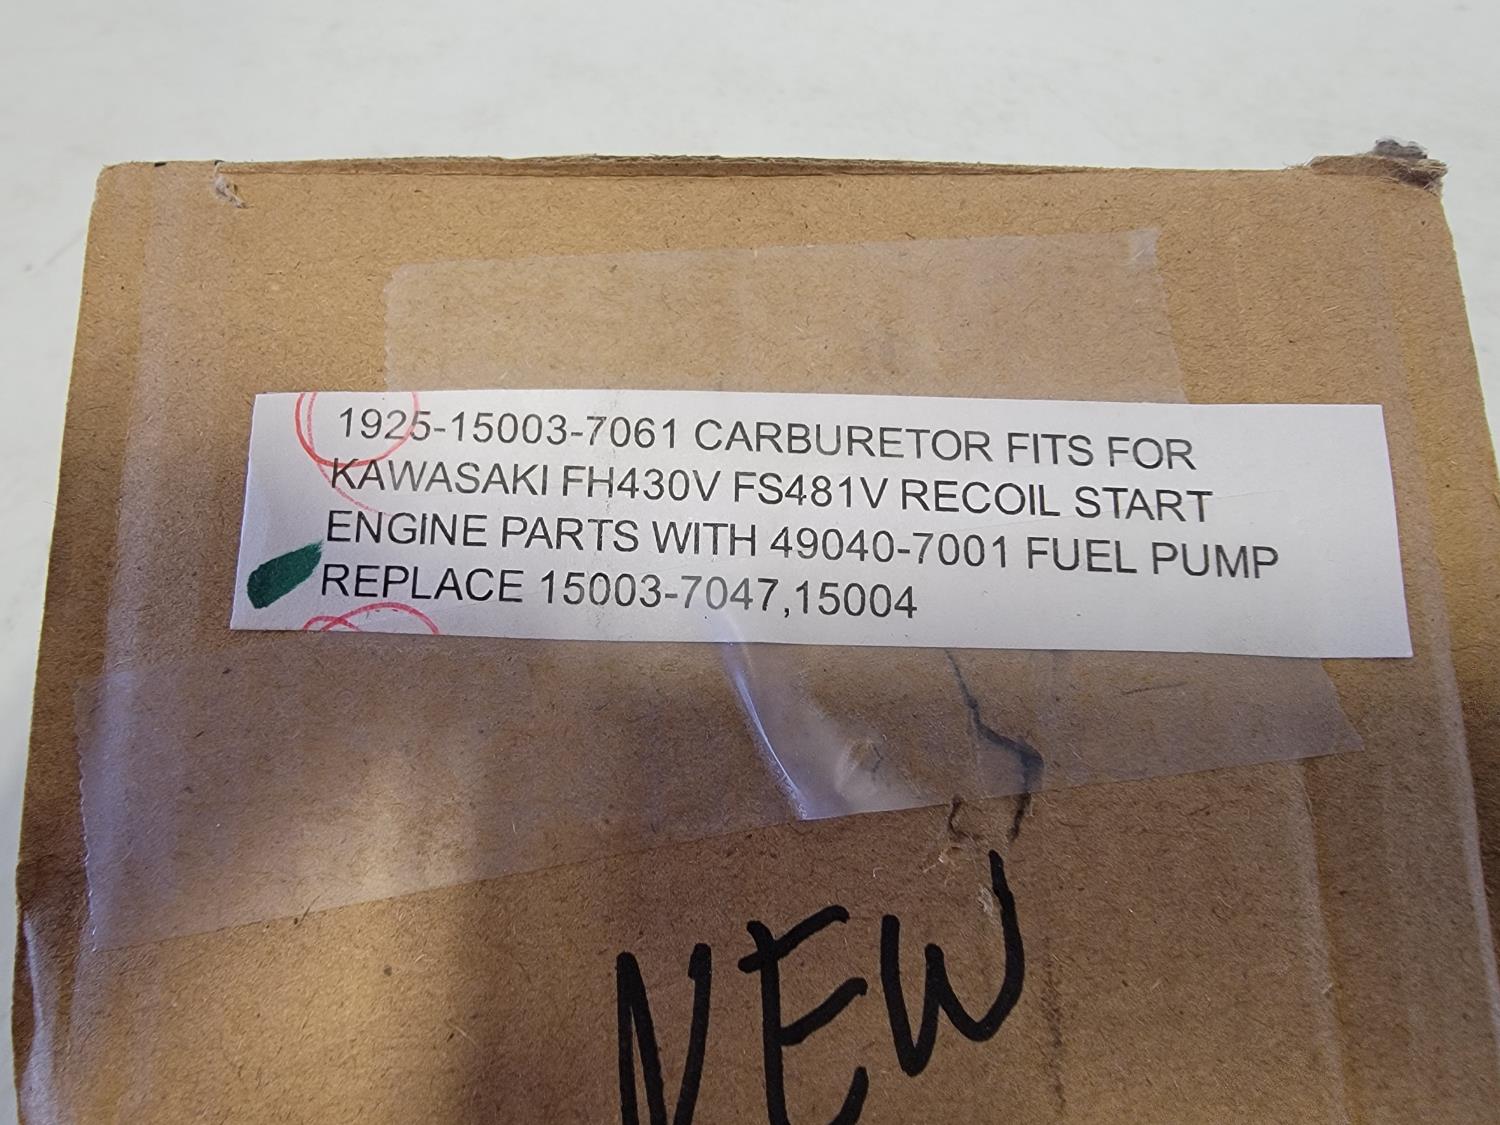 1925-15003-7061 CARBURETOR FITS FOR
KAWASAKI FH430V FS481V RECOIL START
ENGINE PARTS WITH 49040-7001 FUEL PUMP
REPLACE 15003-7047,15004
NEW